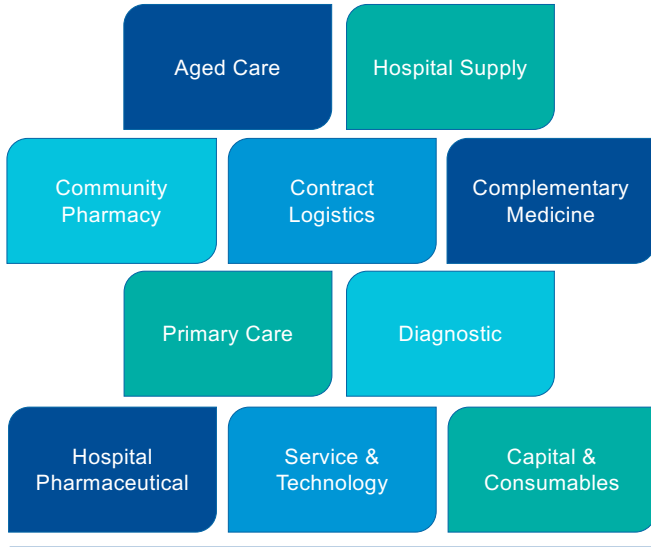 Aged Care
Hospital Supply
Community
Pharmacy
Contract
Logistics
Complementary
Medicine
Primary Care
Diagnostic
Hospital
Pharmaceutical
Service &
Technology
Capital &
Consumables